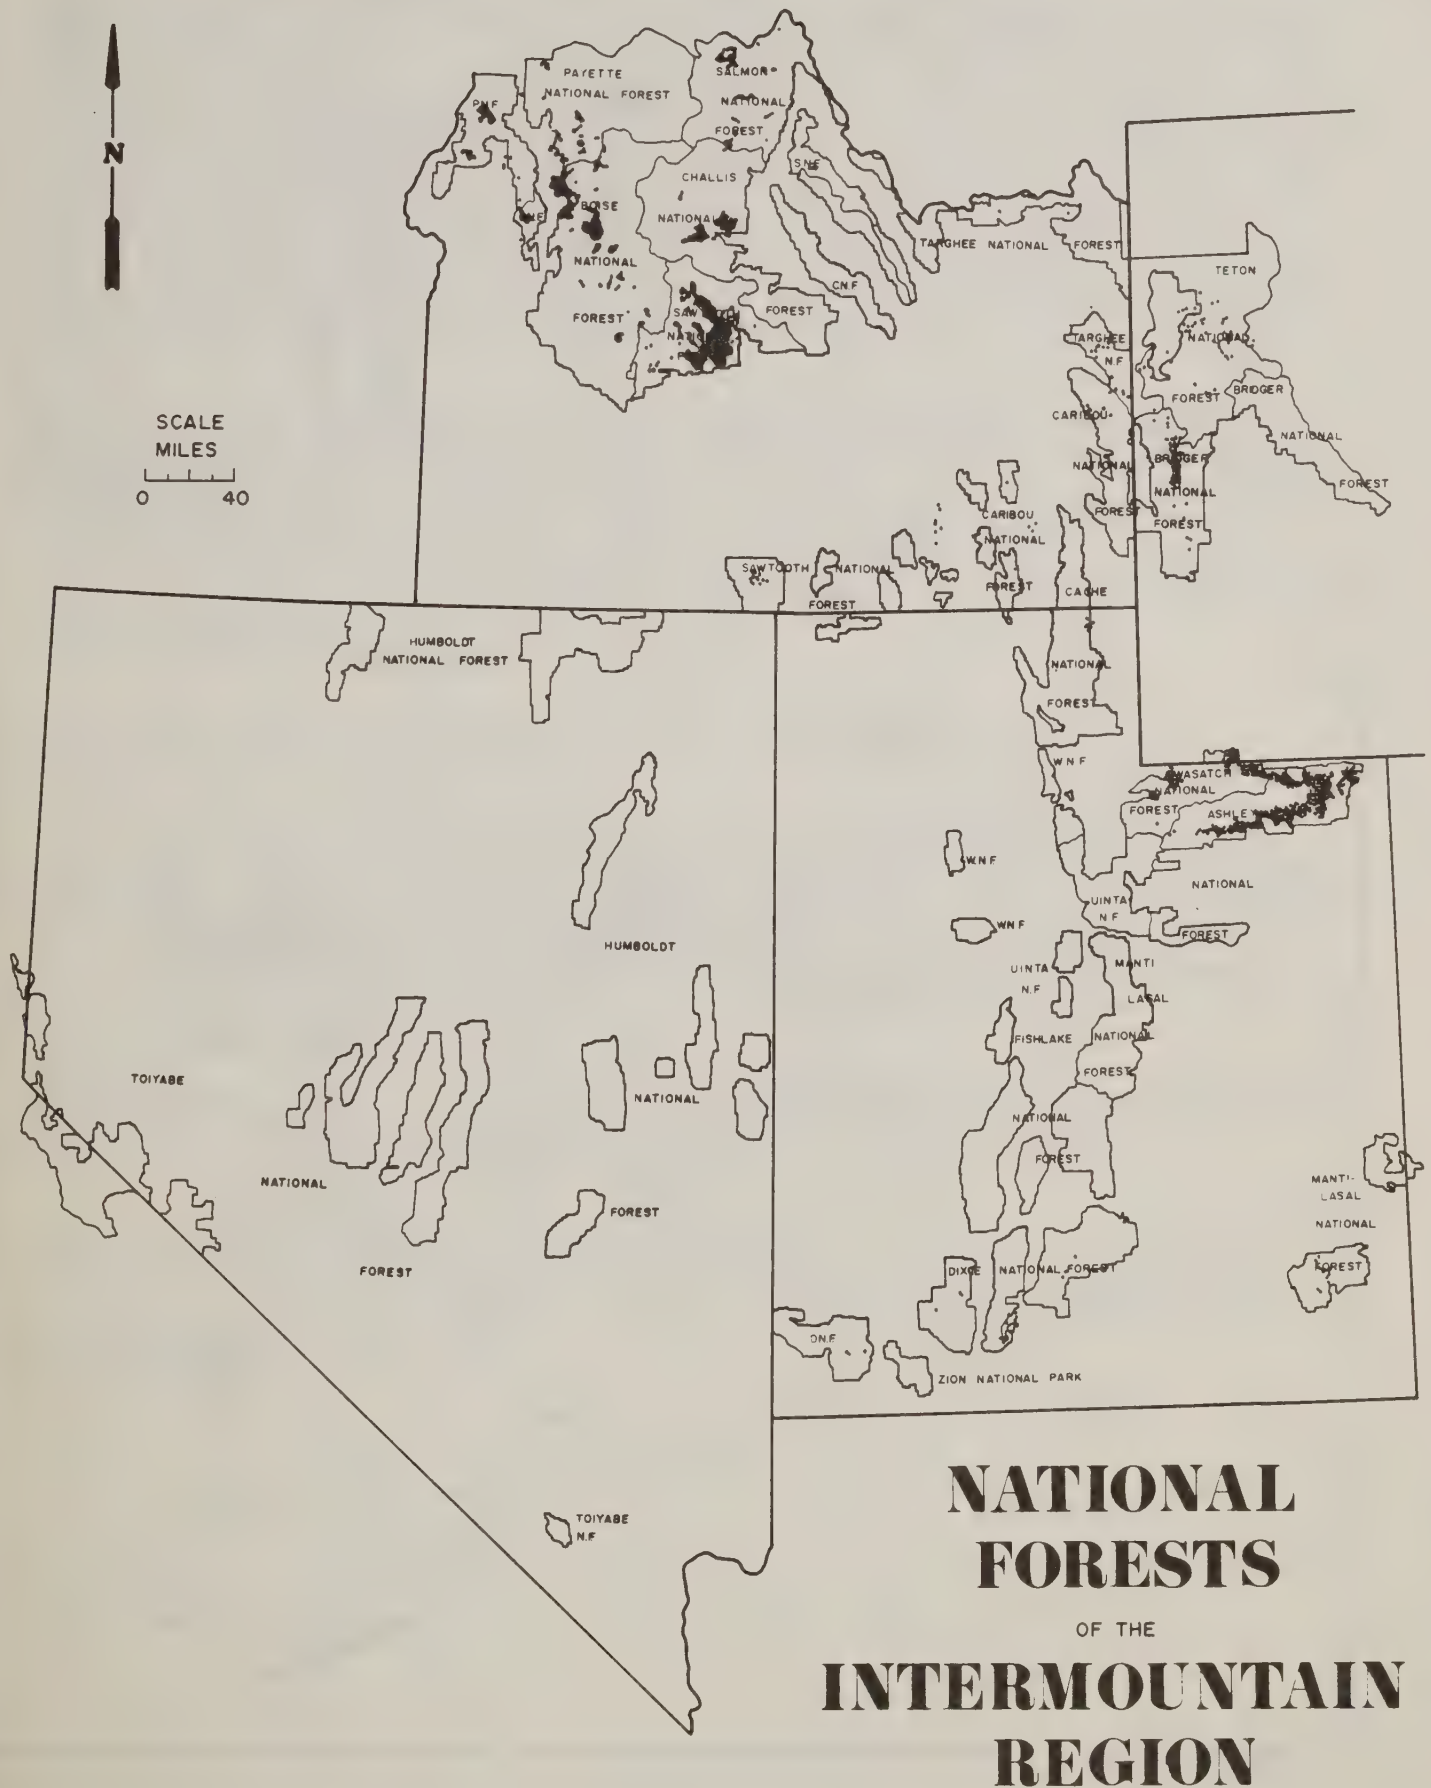 N
SCALE
MILES
0 40
PAYETTE
NATIONAL FOREST
P.N.F
SALMON
NATIONAL
FOREST
S.N.F
CHALLIS
NATIONAL
FOREST
C.N.F
BOISE
NATIONAL
FOREST
TARGHEE NATIONAL FOREST
TARGHEE
N.F
TETON
NATIONAL
FOREST
BRIDGER
NATIONAL
FOREST
BRIDGER
NATIONAL
FOREST
CARIBOU
NATIONAL
FOREST
CARIBOU
NATIONAL
FOREST
SAWTOOTH NATIONAL
FOREST
CACHE
NATIONAL
FOREST
HUMBOLDT
NATIONAL FOREST
W.N.F
WASATCH
NATIONAL
FOREST
ASHLEY
NATIONAL
FOREST
W.N.F
W.N.F
UINTA
N.F
UINTA
N.F
MANTI
LASAL
NATIONAL
FOREST
FISHLAKE
NATIONAL
FOREST
HUMBOLDT
NATIONAL
FOREST
TOIYABE
NATIONAL
FOREST
MANTI-
LASAL
NATIONAL
FOREST
DIXIE NATIONAL FOREST
D.N.F
ZION NATIONAL PARK
TOIYABE
N.F
NATIONAL
FORESTS
OF THE
INTERMOUNTAIN
REGION